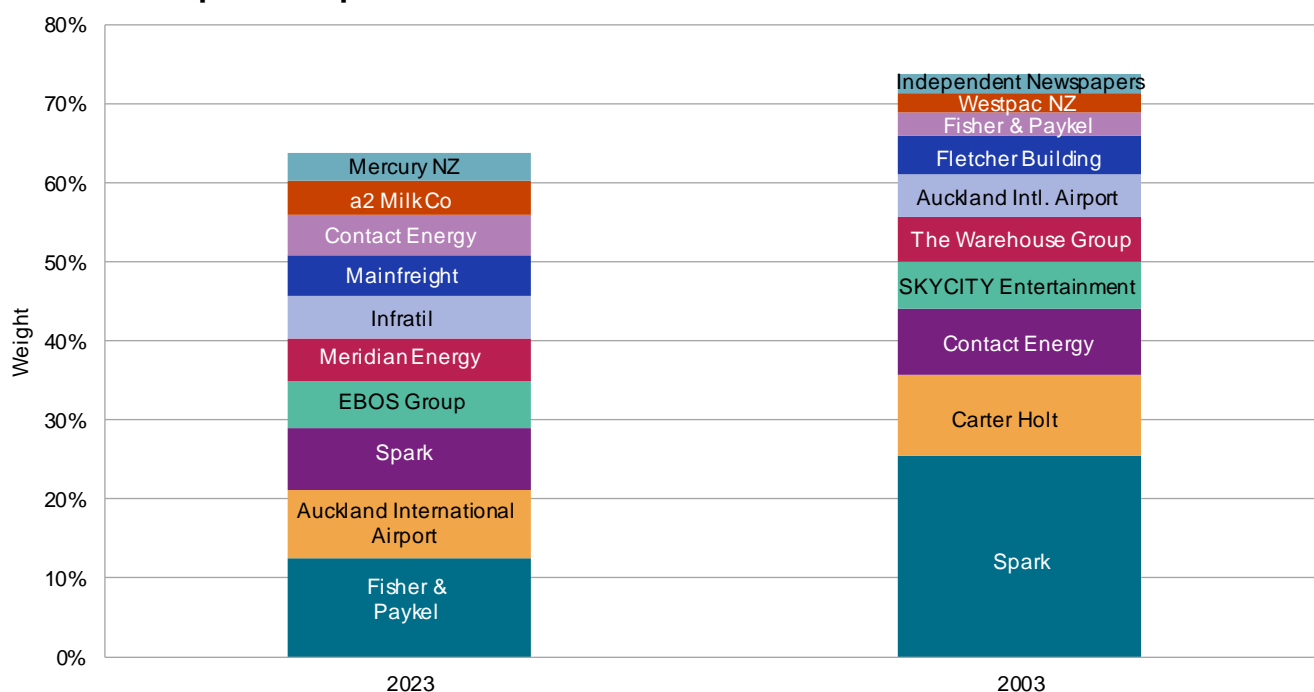 80%
70%
60%
50%
40%
30%
20%
10%
0%
Weight
Mercury NZ
a2 Milk Co
Contact Energy
Mainfreight
Infratil
Meridian Energy
EBOS Group
Spark
Auckland International
Airport
Fisher &
Paykel
2023
Independent Newspapers
Westpac NZ
Fisher & Paykel
Fletcher Building
Auckland Intl. Airport
The Warehouse Group
SKYCITY Entertainment
Contact Energy
Carter Holt
Spark
2003